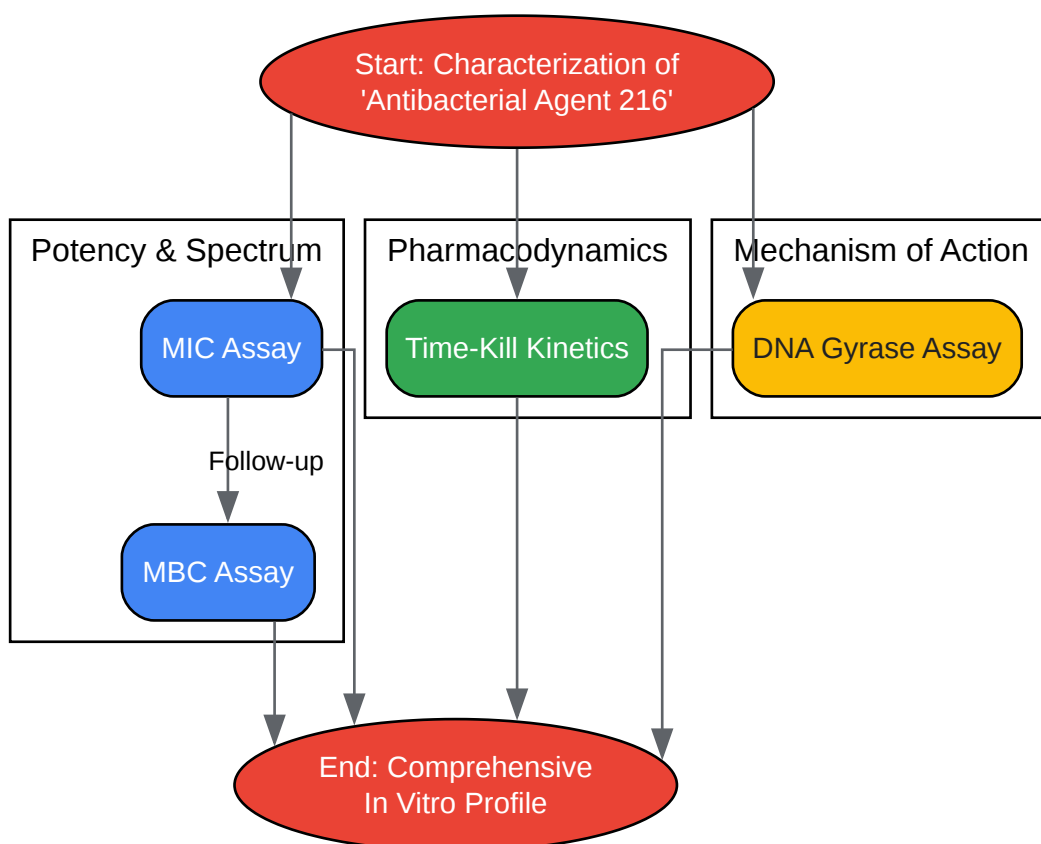 Start: Characterization of
'Antibacterial Agent 216'
Potency & Spectrum
Pharmacodynamics
Mechanism of Action
MIC Assay
Time-Kill Kinetics
DNA Gyrase Assay
Follow-up
MBC Assay
End: Comprehensive
In Vitro Profile